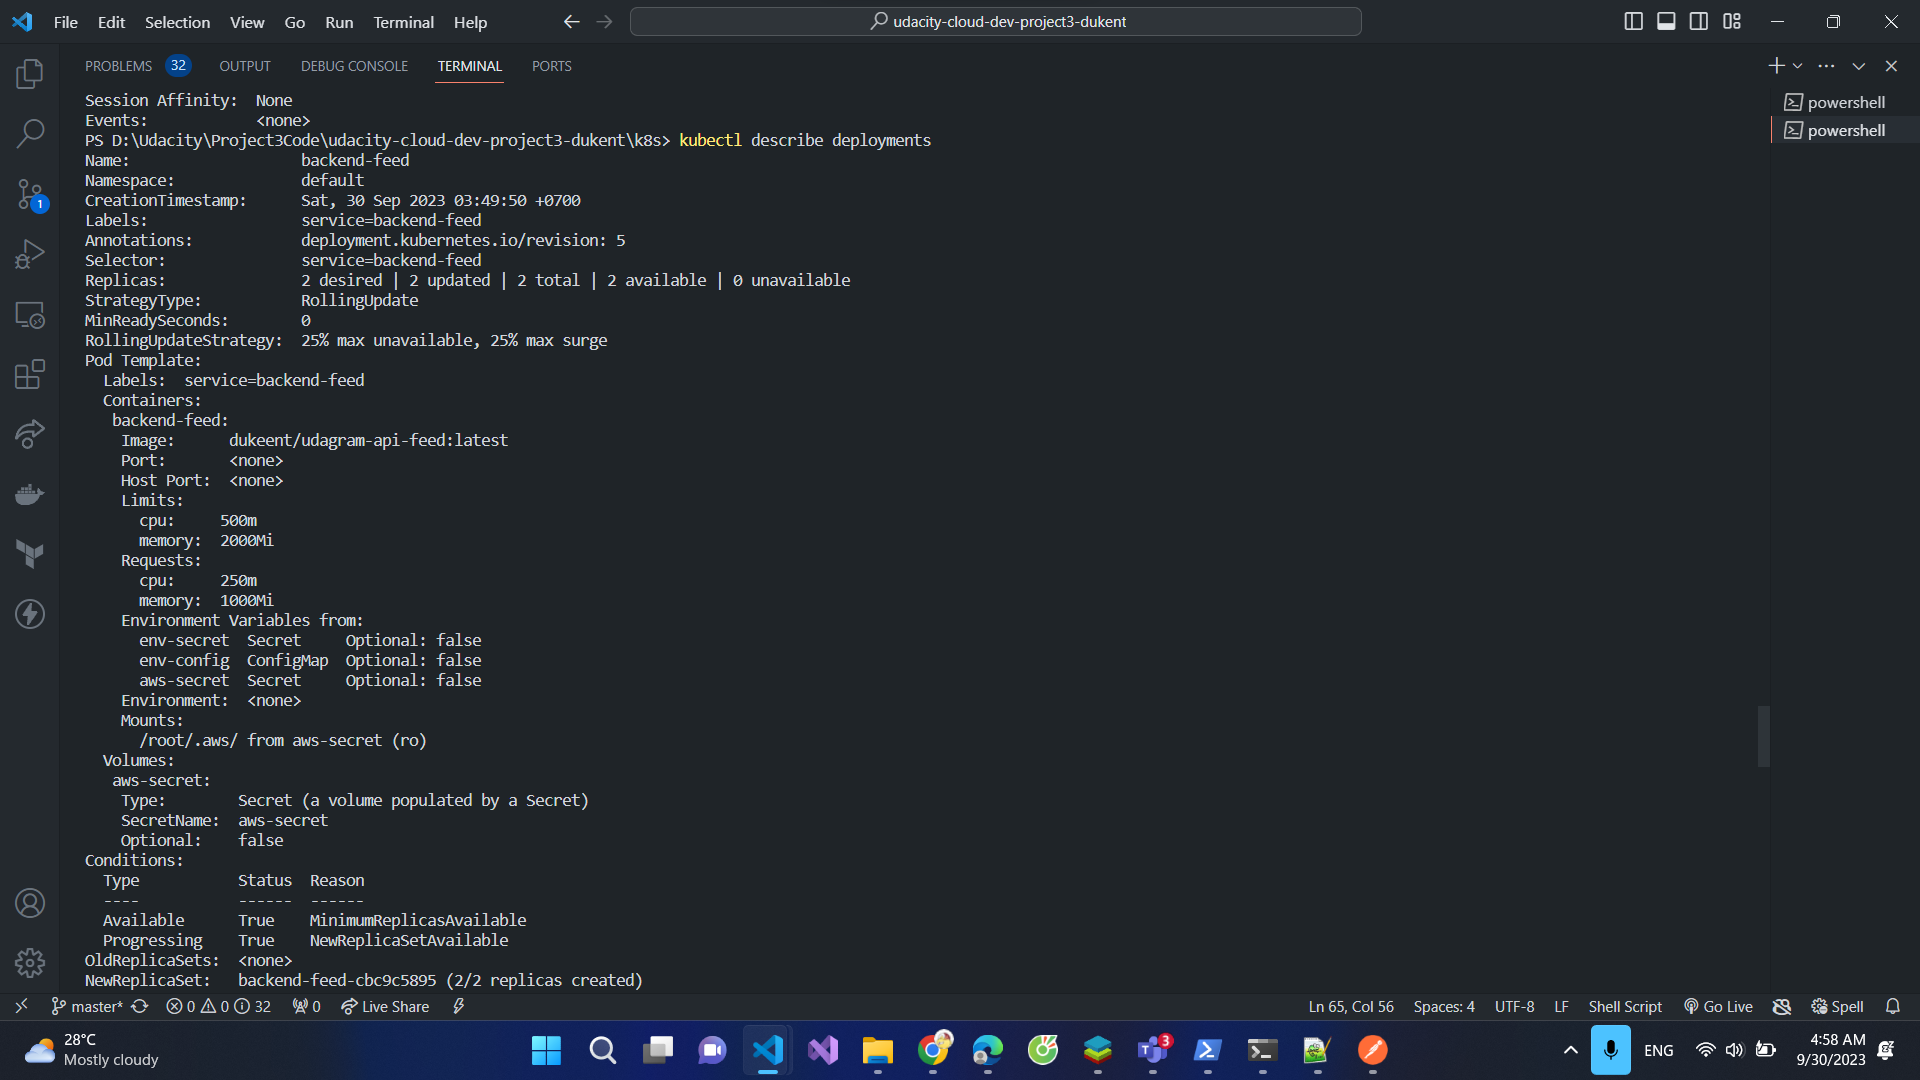 File Edit Selection View Go Run Terminal Help udacity-cloud-dev-project3-dukent
PROBLEMS 32 OUTPUT DEBUG CONSOLE TERMINAL PORTS
powershell
powershell
1
Session Affinity:  None
Events:            <none>
PS D:\Udacity\Project3Code\udacity-cloud-dev-project3-dukent\k8s> kubectl describe deployments
Name:                   backend-feed
Namespace:              default
CreationTimestamp:      Sat, 30 Sep 2023 03:49:50 +0700
Labels:                 service=backend-feed
Annotations:            deployment.kubernetes.io/revision: 5
Selector:               service=backend-feed
Replicas:               2 desired | 2 updated | 2 total | 2 available | 0 unavailable
StrategyType:           RollingUpdate
MinReadySeconds:        0
RollingUpdateStrategy:  25% max unavailable, 25% max surge
Pod Template:
  Labels:  service=backend-feed
  Containers:
   backend-feed:
    Image:      dukeent/udagram-api-feed:latest
    Port:       <none>
    Host Port:  <none>
    Limits:
      cpu:     500m
      memory:  2000Mi
    Requests:
      cpu:     250m
      memory:  1000Mi
    Environment Variables from:
      env-secret  Secret     Optional: false
      env-config  ConfigMap  Optional: false
      aws-secret  Secret     Optional: false
    Environment:  <none>
    Mounts:
      /root/.aws/ from aws-secret (ro)
  Volumes:
   aws-secret:
    Type:        Secret (a volume populated by a Secret)
    SecretName:  aws-secret
    Optional:    false
Conditions:
  Type           Status  Reason
  ----           ------  ------
  Available      True    MinimumReplicasAvailable
  Progressing    True    NewReplicaSetAvailable
OldReplicaSets:  <none>
NewReplicaSet:   backend-feed-cbc9c5895 (2/2 replicas created)
master* 0 0 32 0 Live Share Ln 65, Col 56 Spaces: 4 UTF-8 LF Shell Script Go Live Spell
28°C
Mostly cloudy
3
ENG
4:58 AM
9/30/2023